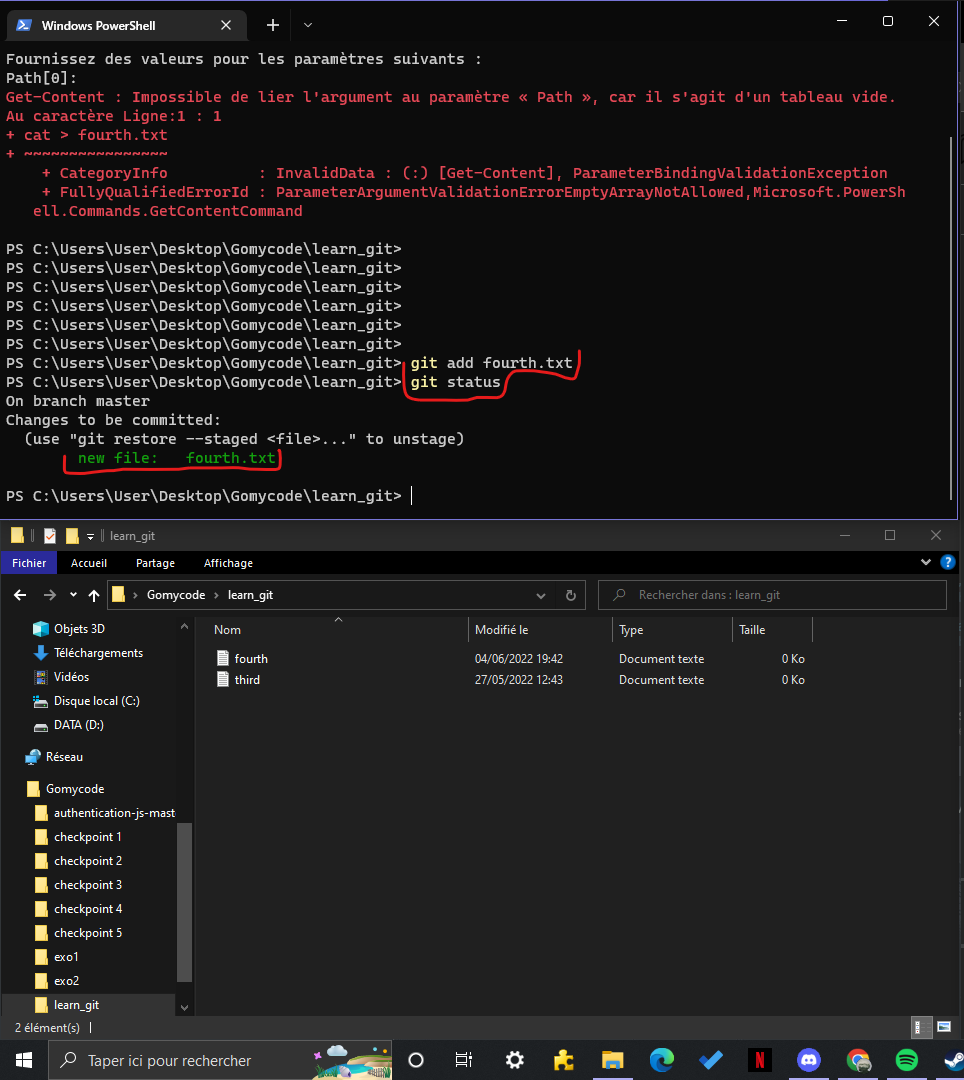 Windows PowerShell
Fournissez des valeurs pour les paramètres suivants :
Path[0]:
Get-Content : Impossible de lier l'argument au paramètre « Path », car il s'agit d'un tableau vide.
Au caractère Ligne:1 : 1
+ cat > fourth.txt
+ ~~~~~~~~~~~~~~~~
+ CategoryInfo : InvalidData : (:) [Get-Content], ParameterBindingValidationException
+ FullyQualifiedErrorId : ParameterArgumentValidationErrorEmptyArrayNotAllowed,Microsoft.PowerSh
ell.Commands.GetContentCommand
PS C:\Users\User\Desktop\Gomycode\learn_git>
PS C:\Users\User\Desktop\Gomycode\learn_git>
PS C:\Users\User\Desktop\Gomycode\learn_git>
PS C:\Users\User\Desktop\Gomycode\learn_git>
PS C:\Users\User\Desktop\Gomycode\learn_git>
PS C:\Users\User\Desktop\Gomycode\learn_git>
PS C:\Users\User\Desktop\Gomycode\learn_git> git add fourth.txt
PS C:\Users\User\Desktop\Gomycode\learn_git> git status
On branch master
Changes to be committed:
(use "git restore --staged <file>..." to unstage)
new file: fourth.txt
PS C:\Users\User\Desktop\Gomycode\learn_git>
learn_git
Fichier Accueil Partage Affichage
Gomycode > learn_git
Rechercher dans : learn_git
Objets 3D
Téléchargements
Vidéos
Disque local (C:)
DATA (D:)
Réseau
Gomycode
authentication-js-mast
checkpoint 1
checkpoint 2
checkpoint 3
checkpoint 4
checkpoint 5
exo1
exo2
learn_git
Nom Modifié le Type Taille
fourth 04/06/2022 19:42 Document texte 0 Ko
third 27/05/2022 12:43 Document texte 0 Ko
2 élément(s)
Taper ici pour rechercher